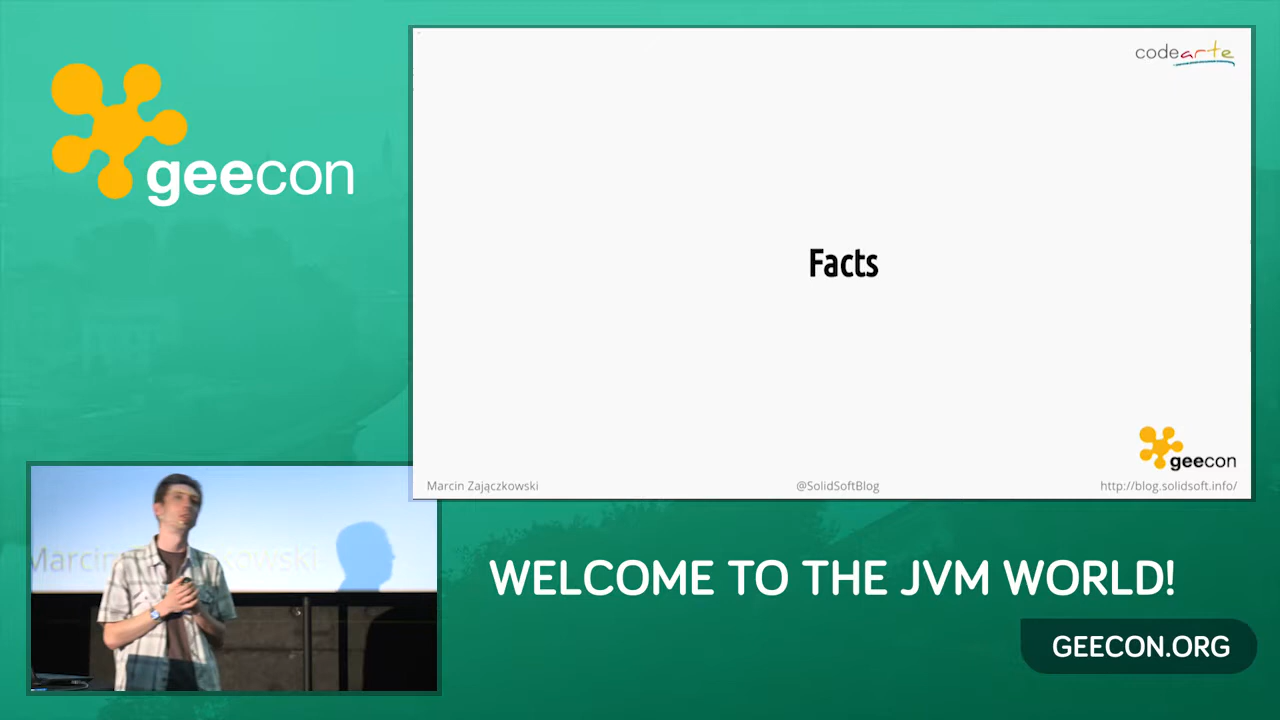 geecon
codearte
Facts
geecon
Marcin Zajączkowski
@SolidSoftBlog
http://blog.solidsoft.info/
WELCOME TO THE JVM WORLD!
GEECON.ORG